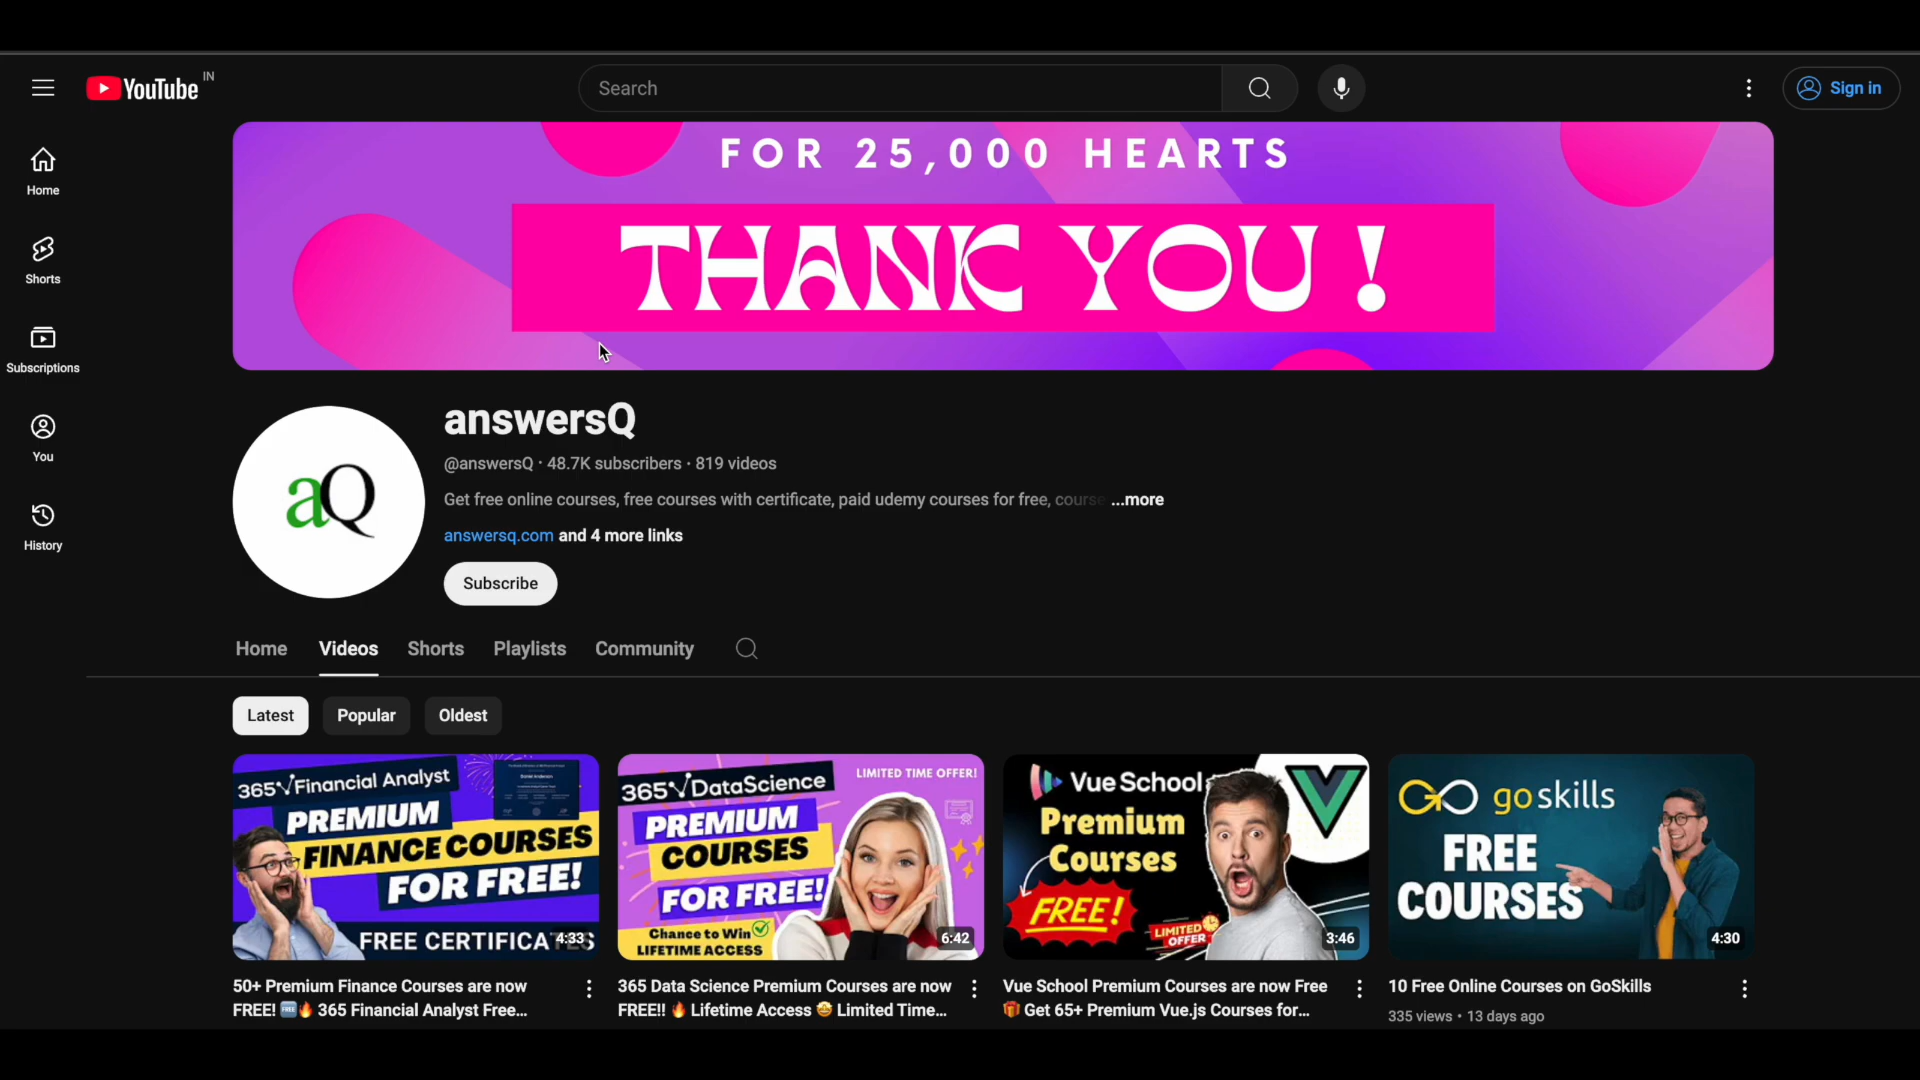 YouTube IN
Search
Sign in
Home
Shorts
Subscriptions
You
History
FOR 25,000 HEARTS
THANK YOU !
aQ
answersQ
@answersQ · 48.7K subscribers · 819 videos
Get free online courses, free courses with certificate, paid udemy courses for free, course ...more
answersq.com and 4 more links
Subscribe
Home Videos Shorts Playlists Community
Latest Popular Oldest
365√Financial Analyst
PREMIUM
FINANCE COURSES
FOR FREE!
FREE CERTIFICATES
4:33
365√DataScience
LIMITED TIME OFFER!
PREMIUM
COURSES
FOR FREE!
Chance to Win
LIFETIME ACCESS
6:42
Vue School
Premium
Courses
FREE!
LIMITED
OFFER
3:46
goskills
FREE
COURSES
4:30
50+ Premium Finance Courses are now
FREE! 🆓🔥 365 Financial Analyst Free...
365 Data Science Premium Courses are now
FREE!! 🔥 Lifetime Access 🤩 Limited Time...
Vue School Premium Courses are now Free
🎁 Get 65+ Premium Vue.js Courses for...
10 Free Online Courses on GoSkills
335 views · 13 days ago